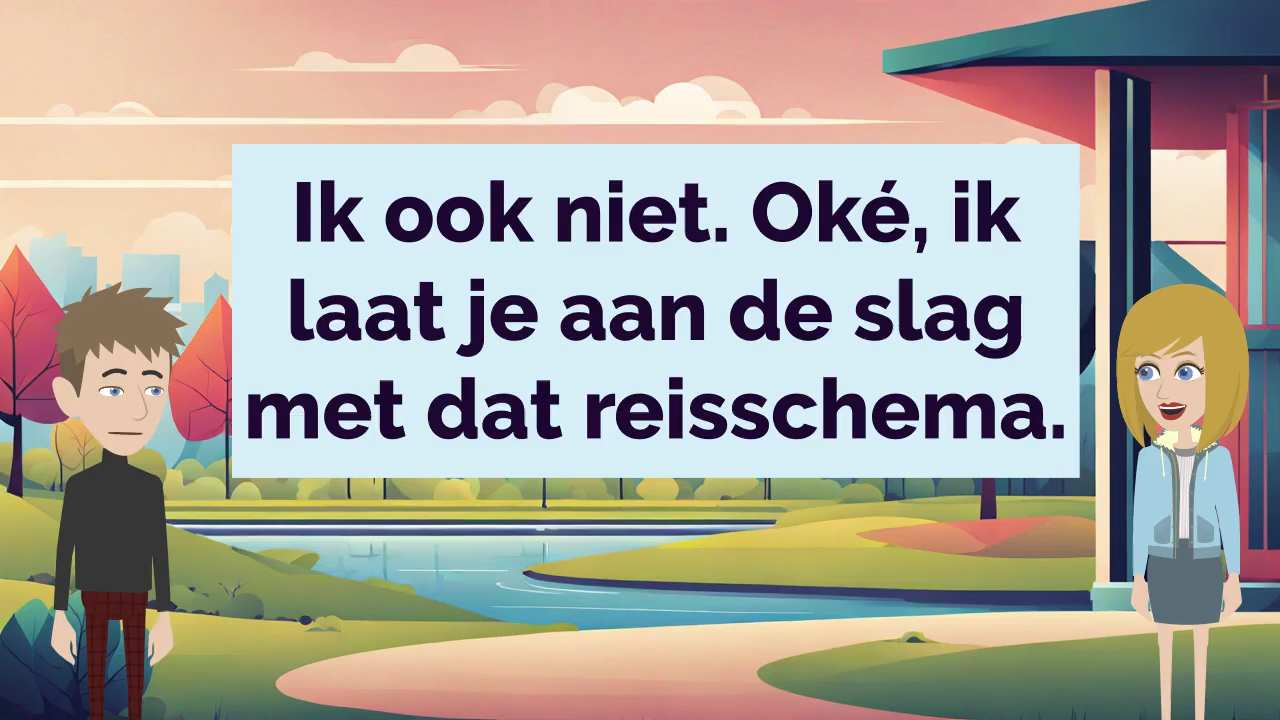 Ik ook niet. Oké, ik
laat je aan de slag
met dat reisschema.